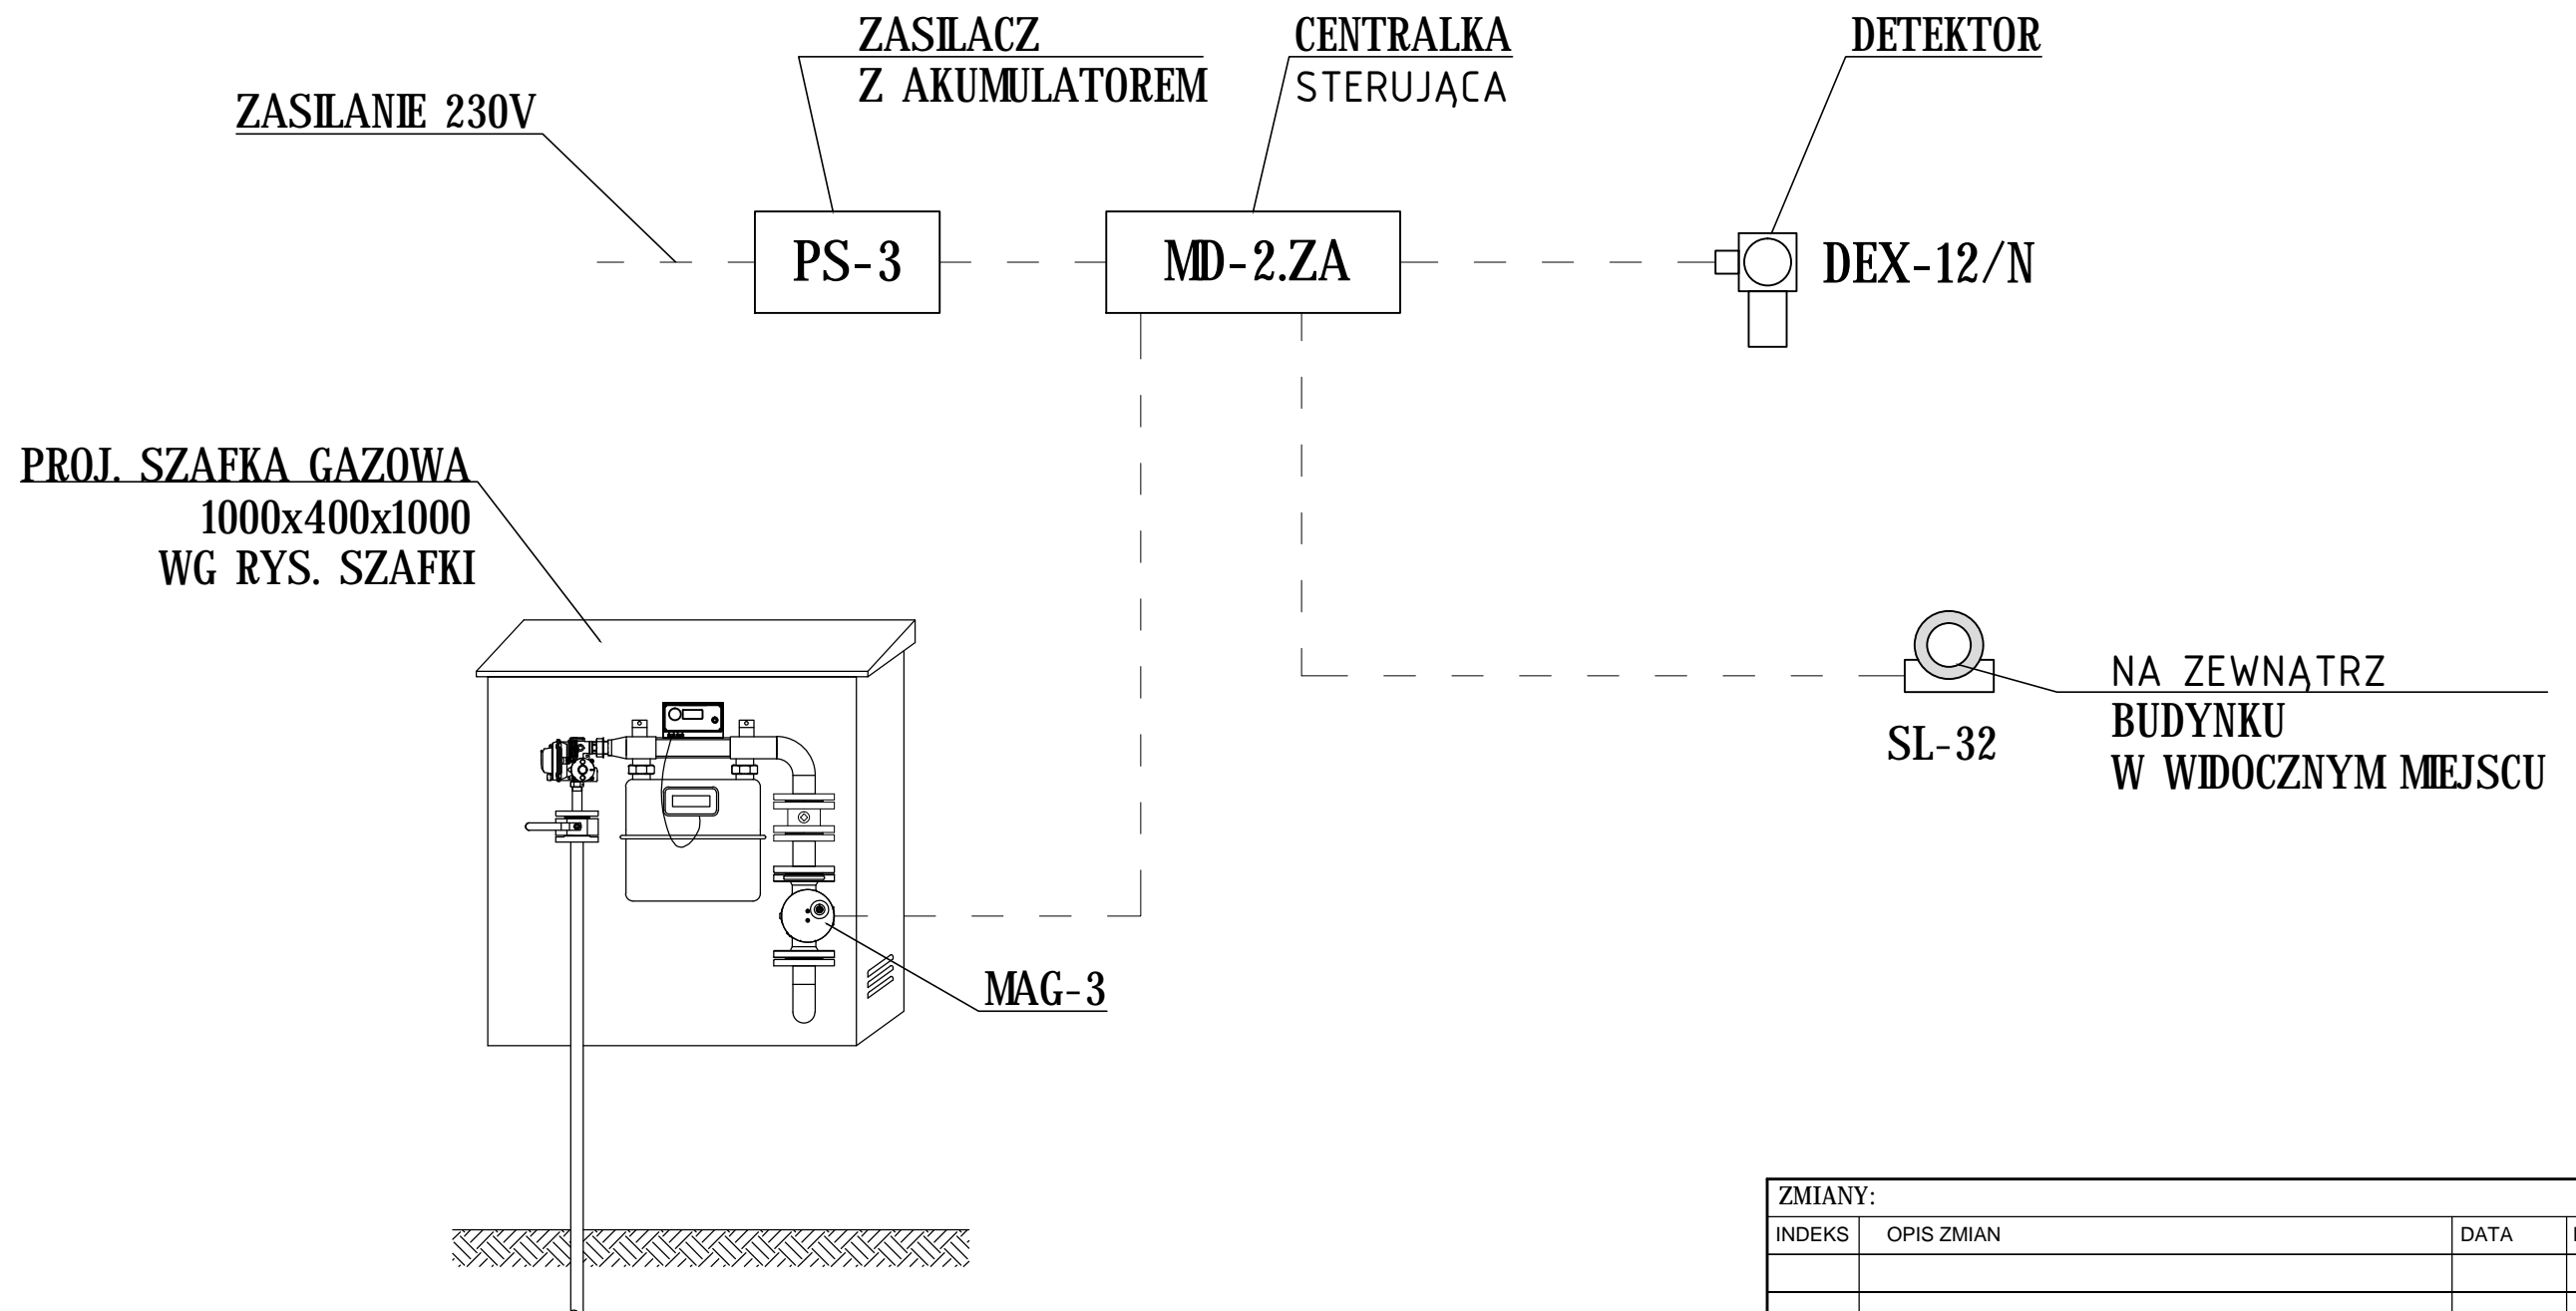 ZASILACZ
Z AKUMULATOREM
CENTRALKA
STERUJĄCA
DETEKTOR
ZASILANIE 230V
PS-3
MD-2.ZA
DEX-12/N
PROJ. SZAFKA GAZOWA
1000x400x1000
WG RYS. SZAFKI
SL-32
NA ZEWNĄTRZ
BUDYNKU
W WIDOCZNYM MIEJSCU
MAG-3
ZMIANY:
INDEKS OPIS ZMIAN DATA